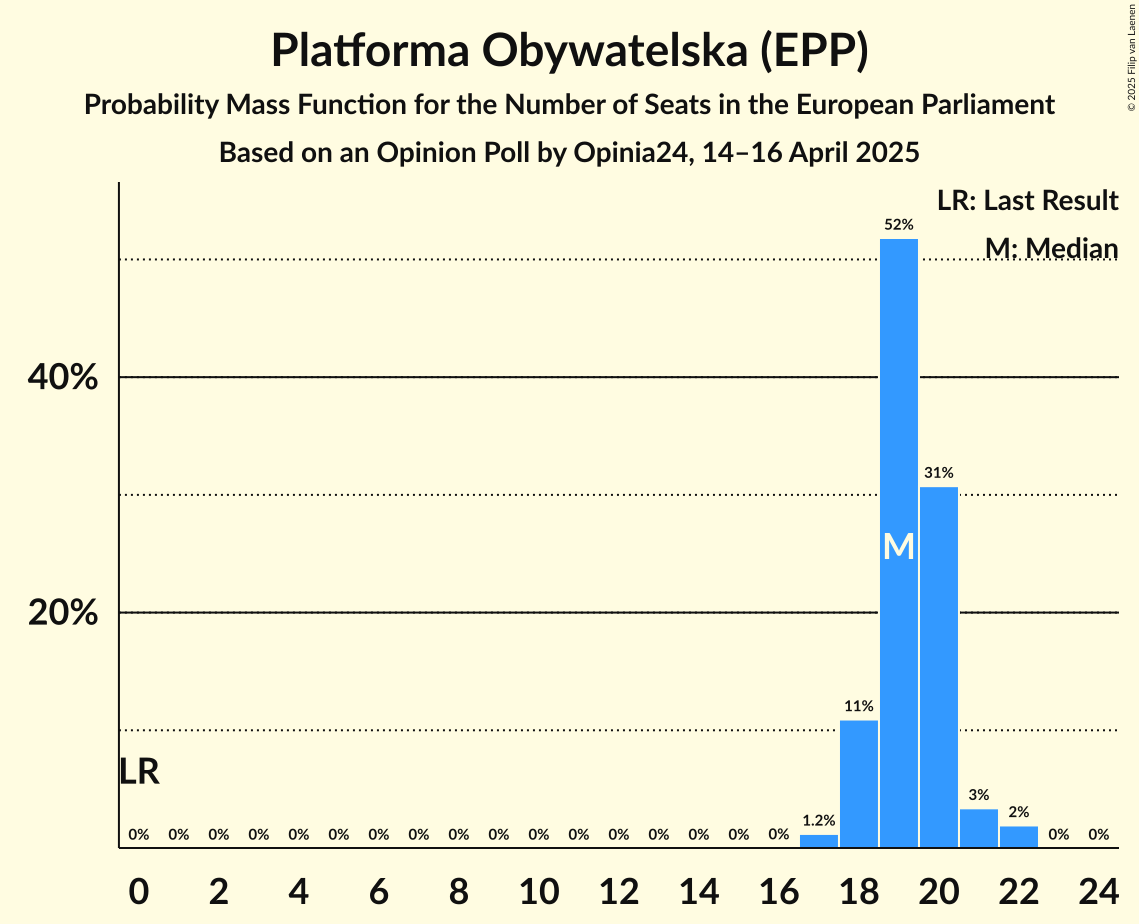 Platforma Obywatelska (EPP)
Probability Mass Function for the Number of Seats in the European Parliament
Based on an Opinion Poll by Opinia24, 14–16 April 2025
© 2025 Filip van Laenen
LR: Last Result
M: Median
52%
40%
31%
M
20%
11%
LR
3%
2%
1.2%
0% 0% 0% 0% 0% 0% 0% 0% 0% 0% 0% 0% 0% 0% 0% 0% 0% 0% 0%
0 2 4 6 8 10 12 14 16 18 20 22 24